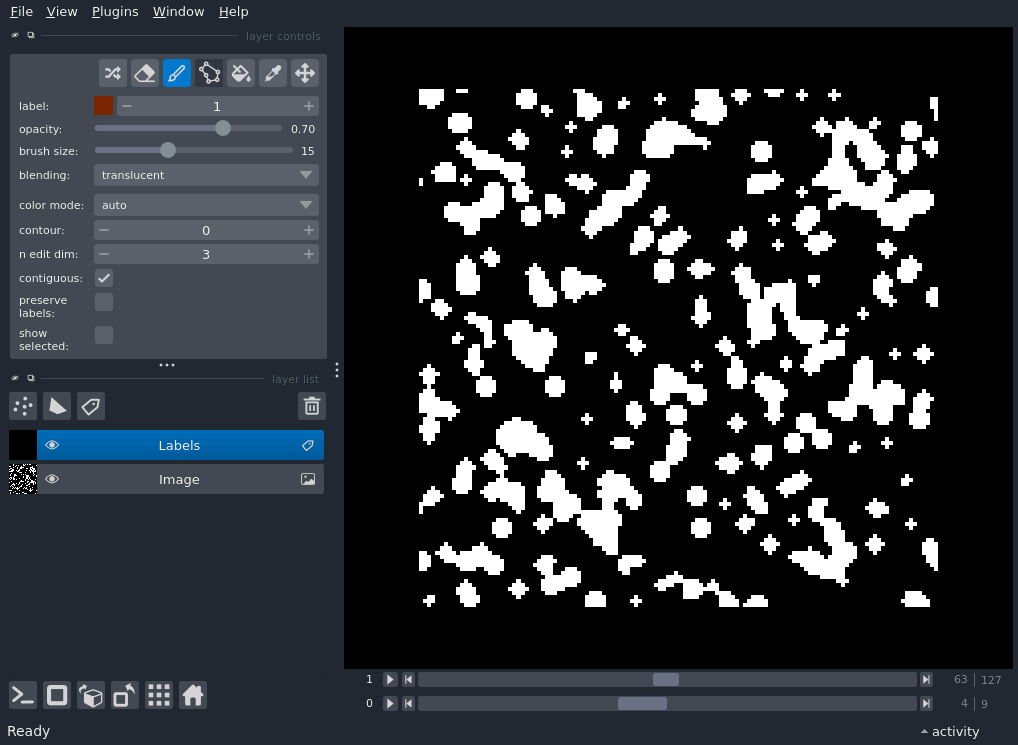 File View Plugins Window Help
layer controls
label: 1
opacity: 0.70
brush size: 15
blending: translucent
color mode: auto
contour: 0
n edit dim: 3
contiguous:
preserve
labels:
show
selected:
layer list
Labels
Image
1 63 127
0 4 9
Ready activity